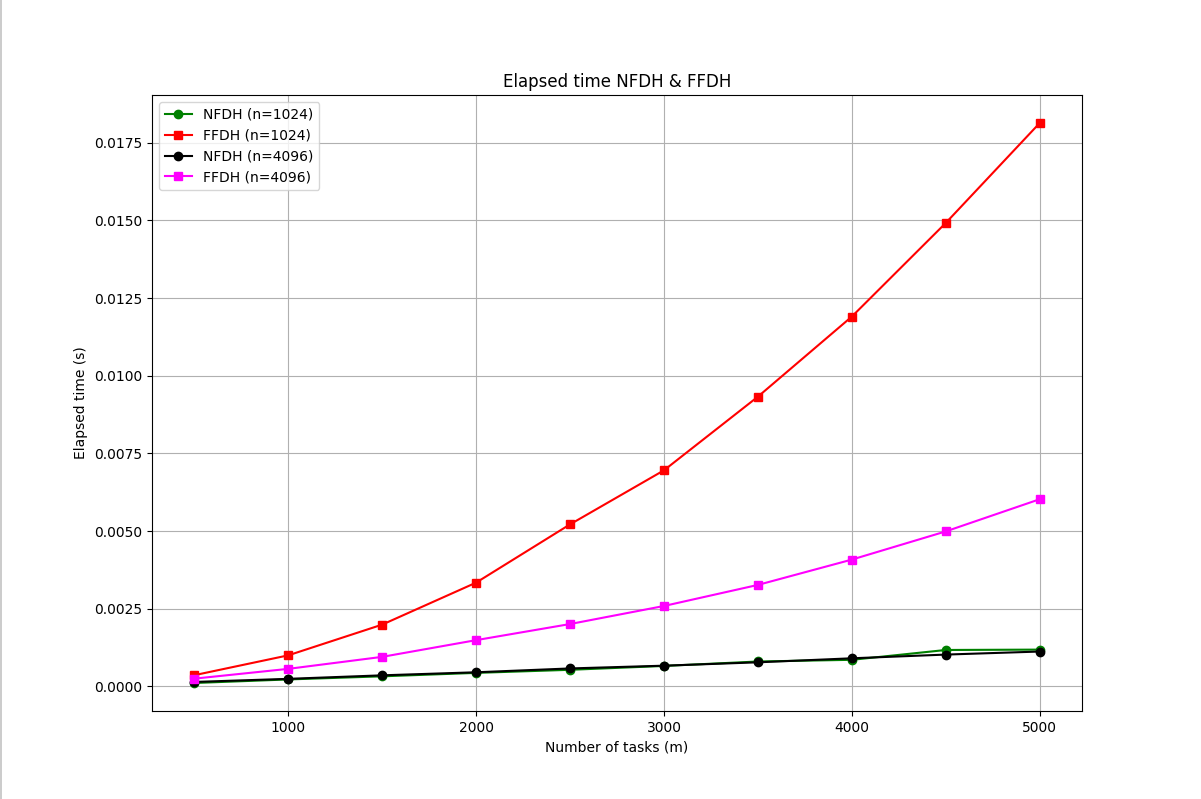 Elapsed time NFDH & FFDH
NFDH (n=1024)
FFDH (n=1024)
NFDH (n=4096)
FFDH (n=4096)
0.0175
0.0150
0.0125
0.0100
0.0075
0.0050
0.0025
0.0000
Elapsed time (s)
1000 2000 3000 4000 5000
Number of tasks (m)